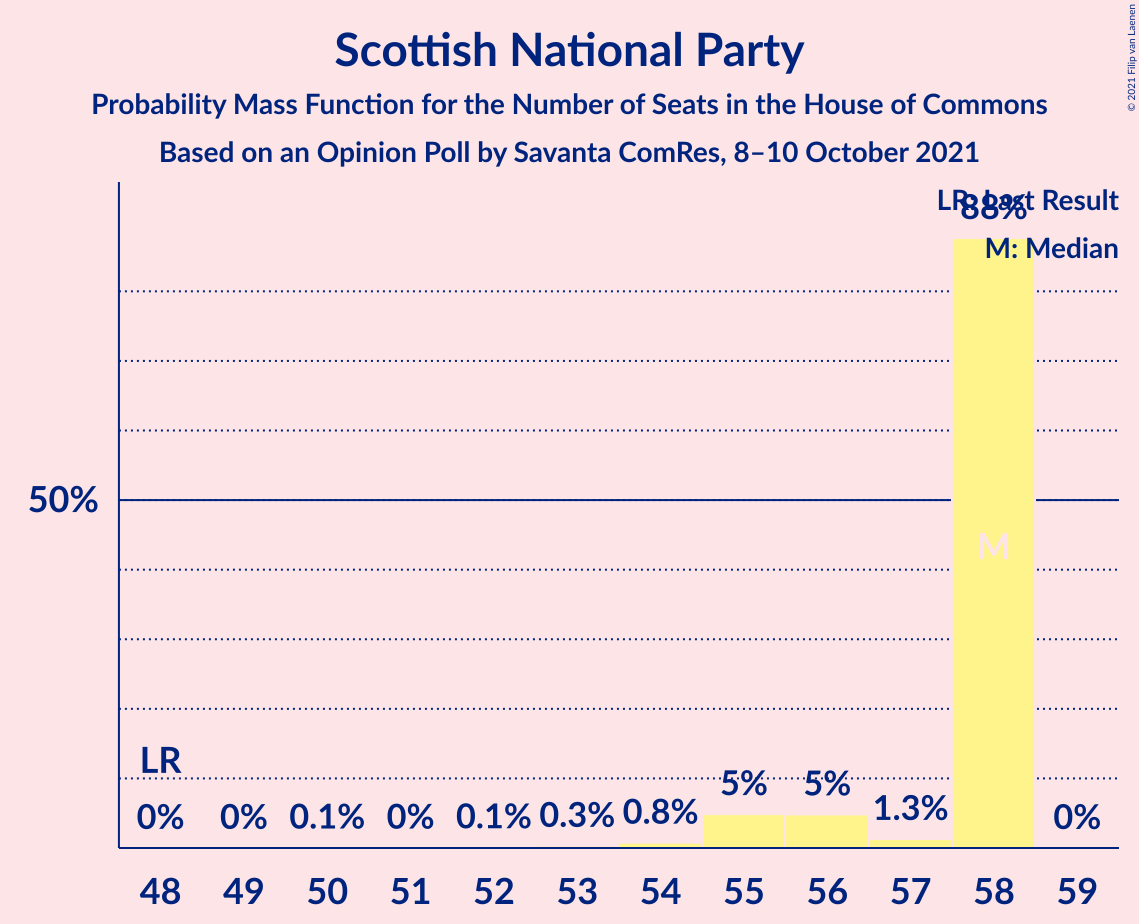 Scottish National Party
Probability Mass Function for the Number of Seats in the House of Commons
Based on an Opinion Poll by Savanta ComRes, 8–10 October 2021
© 2021 Filip van Laenen
LR: Last Result
88%
M: Median
50%
M
LR
0% 0% 0.1% 0% 0.1% 0.3% 0.8% 5% 5% 1.3% 0%
48 49 50 51 52 53 54 55 56 57 58 59